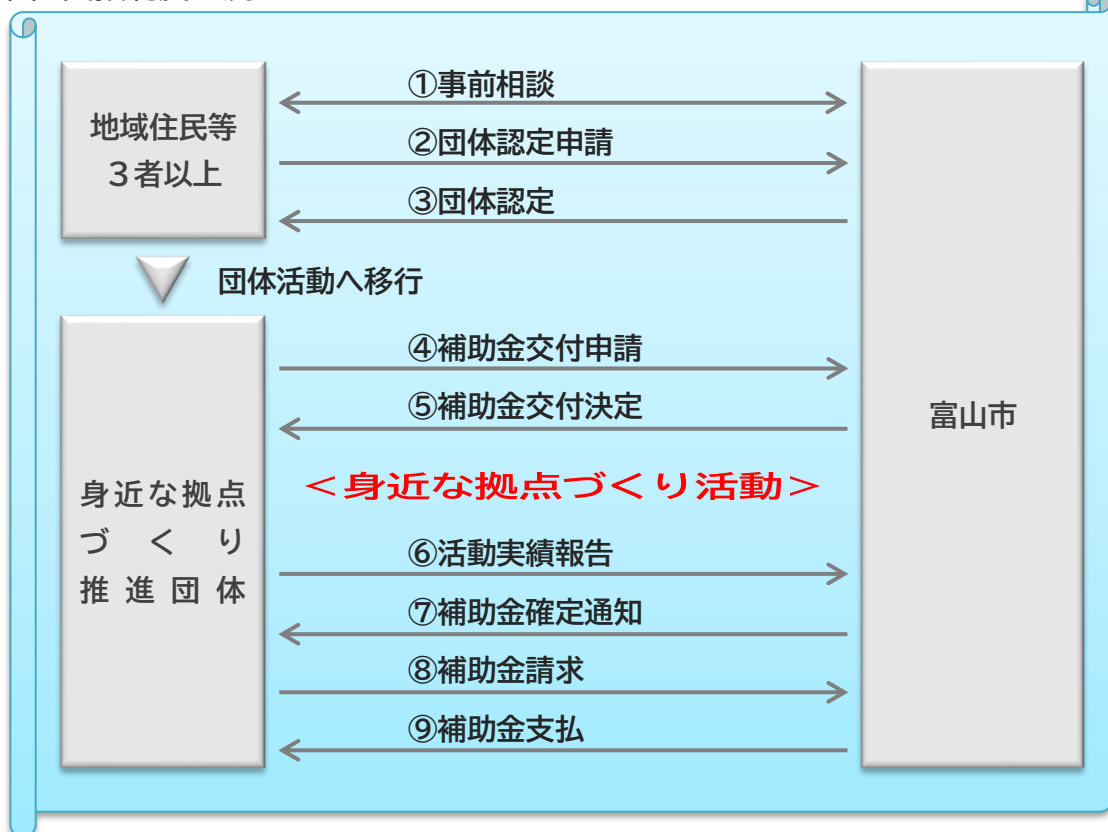 ①事前相談
地域住民等
３者以上
②団体認定申請
③団体認定
団体活動へ移行
④補助金交付申請
⑤補助金交付決定
富山市
＜身近な拠点づくり活動＞
身近な拠点
づくり
推進団体
⑥活動実績報告
⑦補助金確定通知
⑧補助金請求
⑨補助金支払